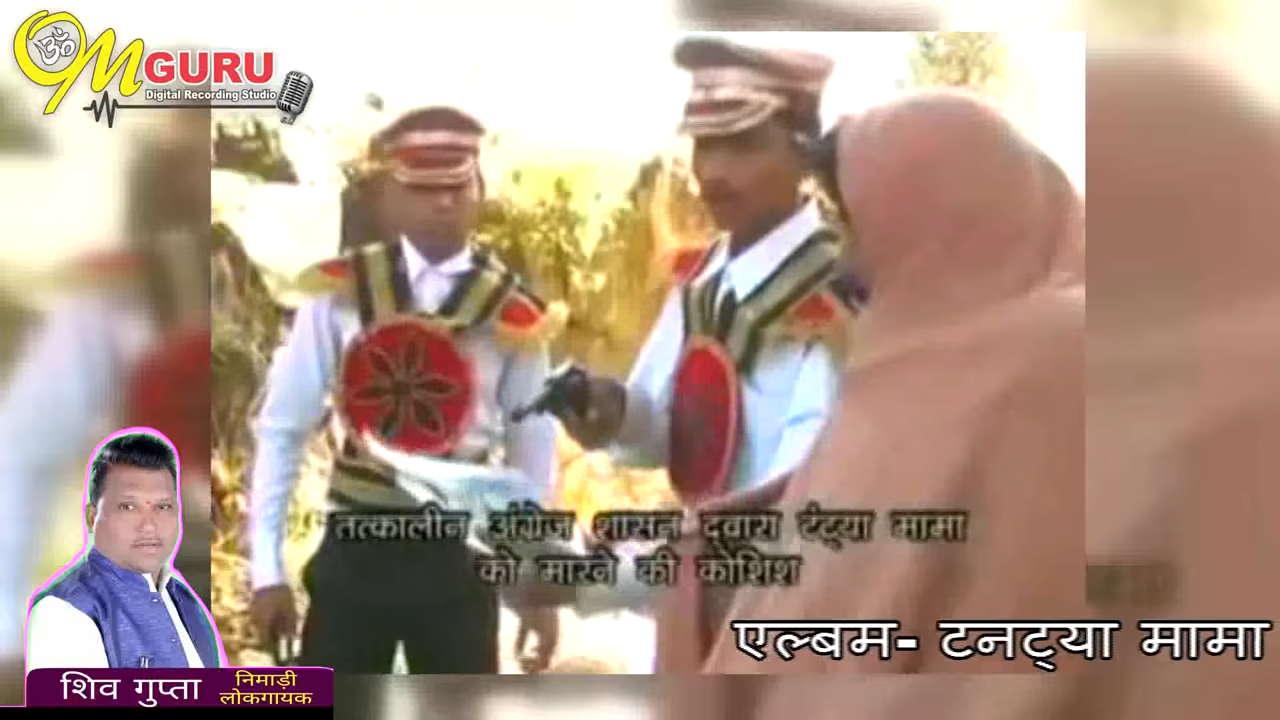 ॐ
OM GURU
Digital Recording Studio
तत्कालीन अंग्रेज शासन द्वारा टंट्या मामा
को मारने की कोशिश
एल्बम- टनट्या मामा
शिव गुप्ता
निमाड़ी
लोकगायक